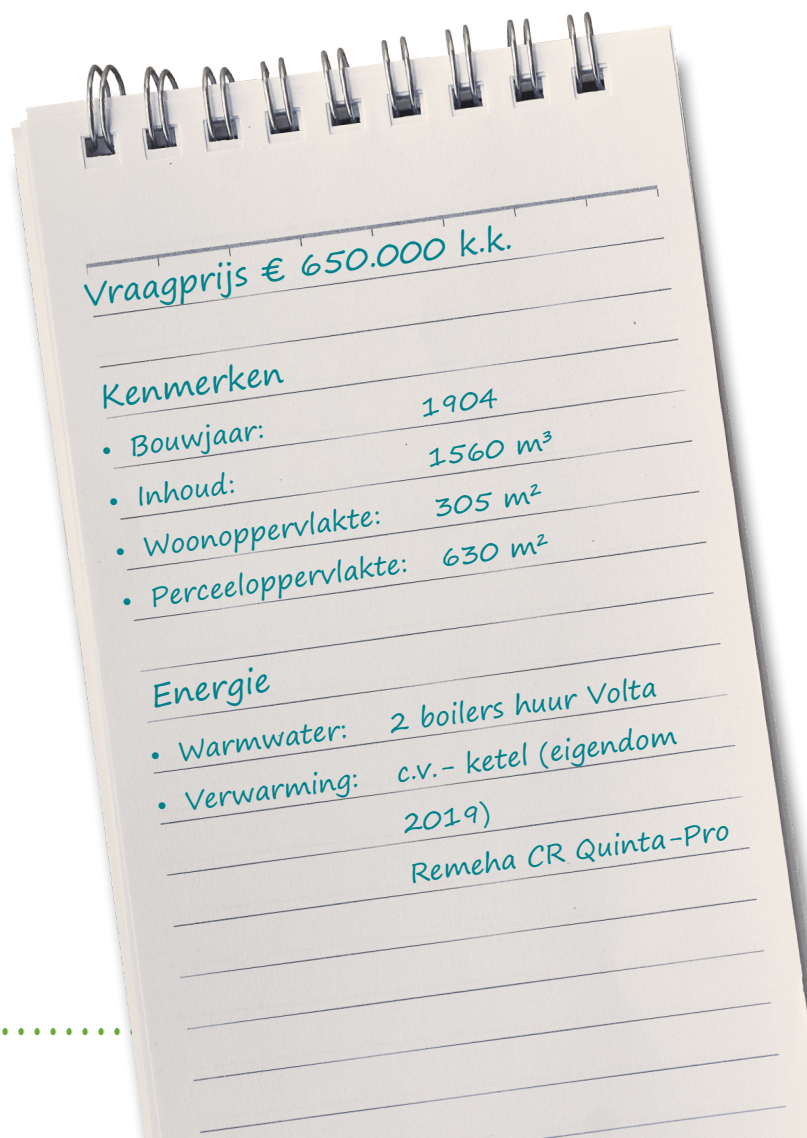 Vraagprijs € 650.000 k.k.
Kenmerken
• Bouwjaar: 1904
• Inhoud: 1560 m³
• Woonoppervlakte: 305 m²
• Perceeloppervlakte: 630 m²
Energie
• Warmwater: 2 boilers huur Volta
• Verwarming: c.v.- ketel (eigendom
2019)
Remeha CR Quinta-Pro